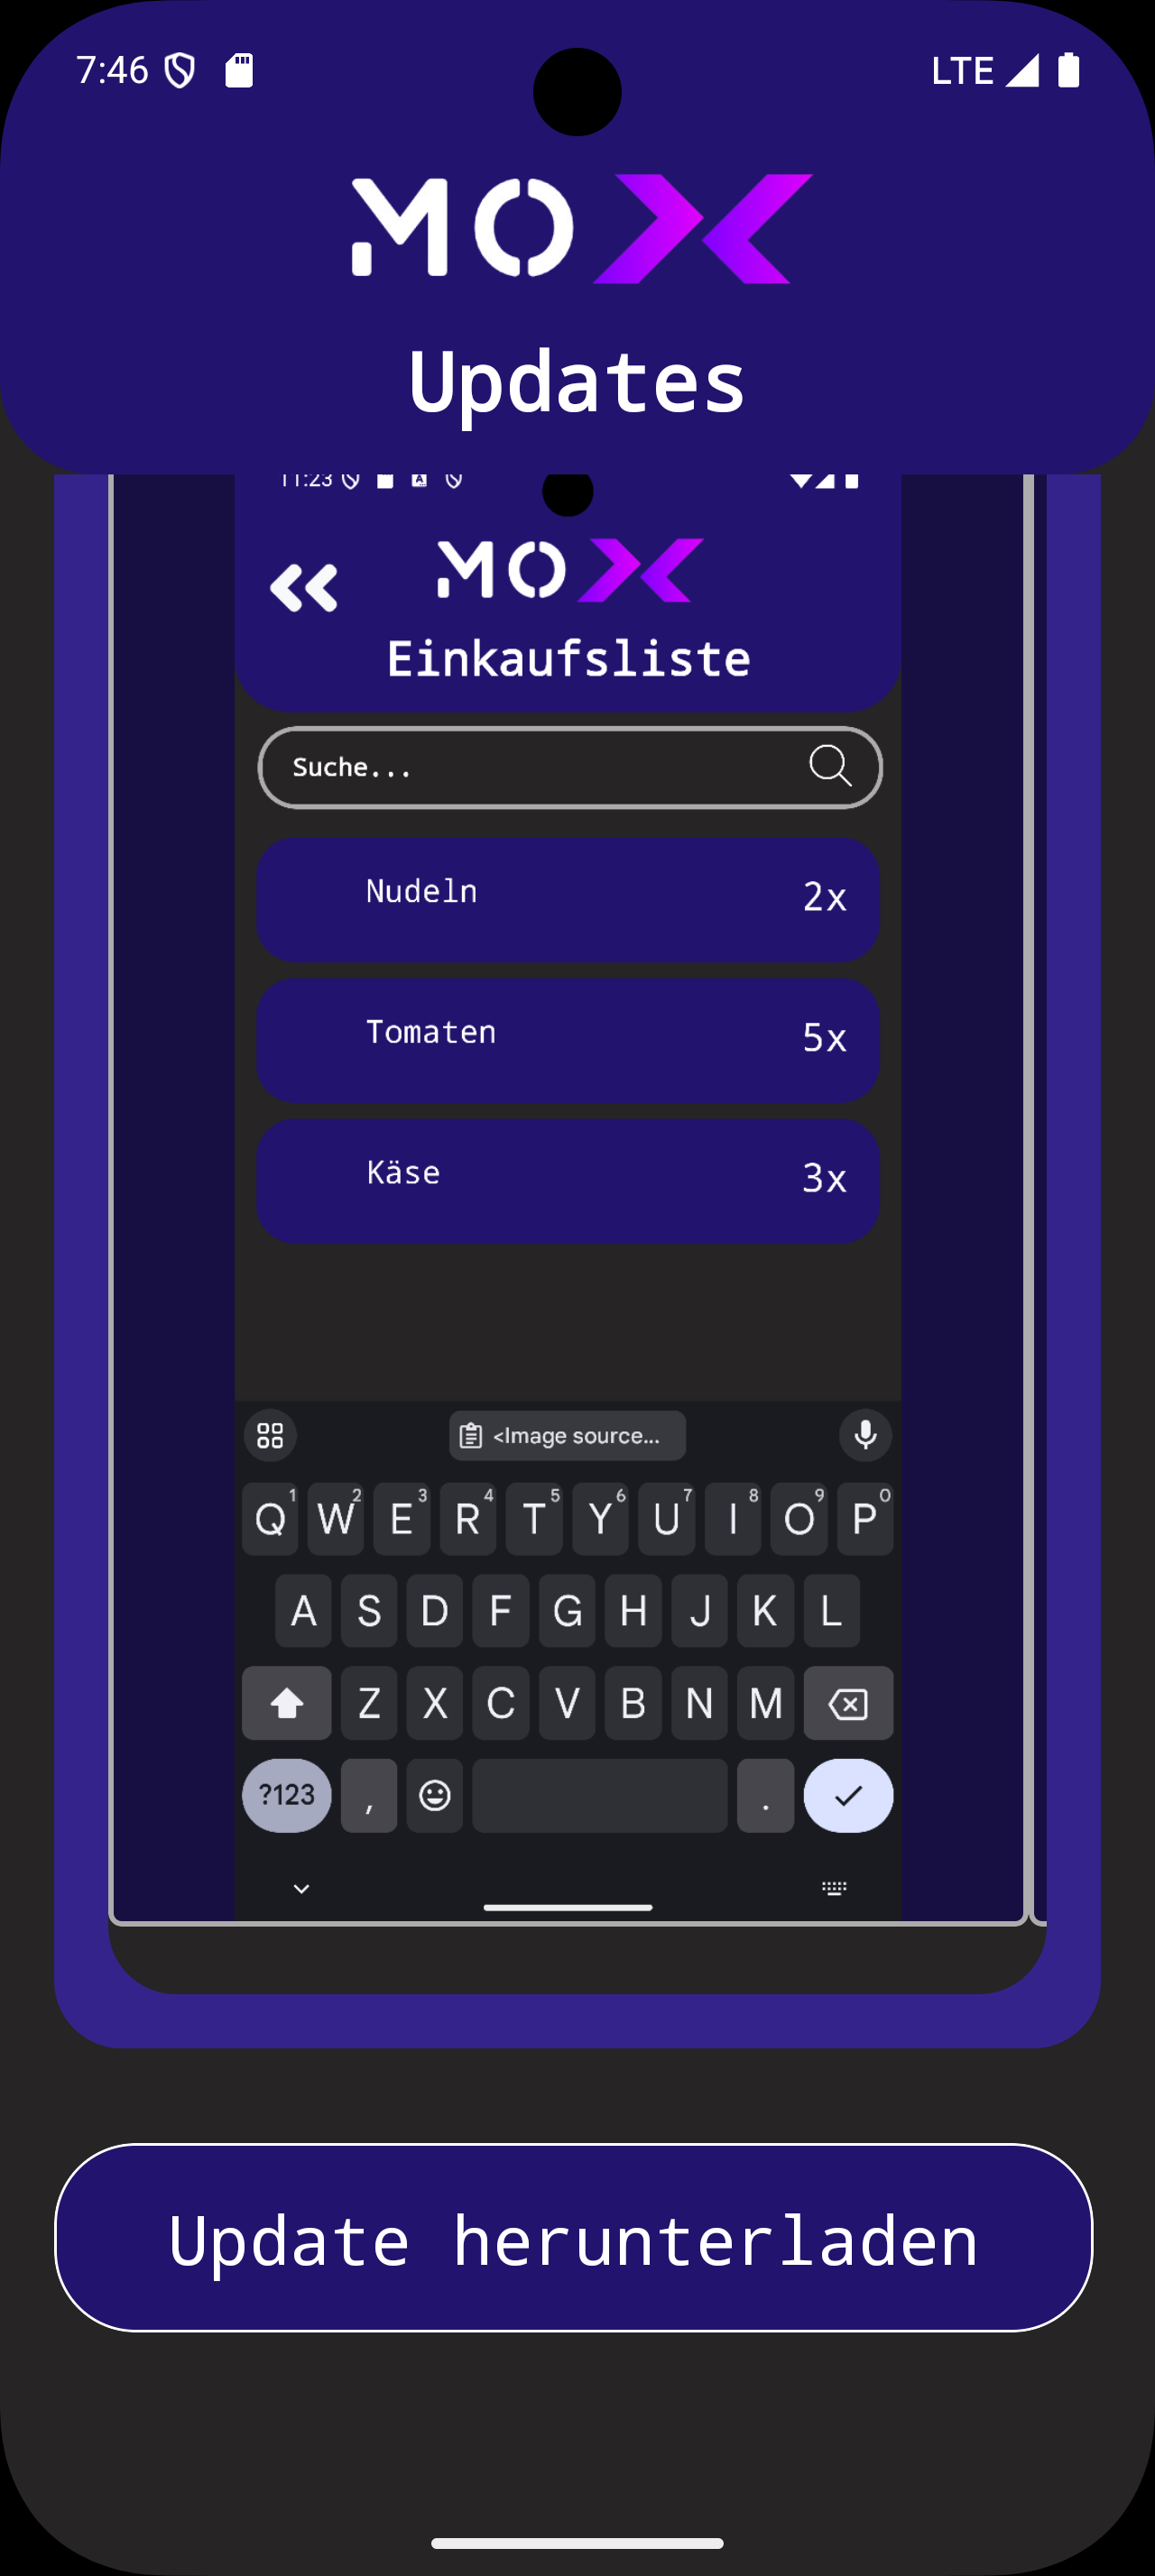 7:46 LTE
MOX
Updates
11:23
MOX
Einkaufsliste
Suche...
Nudeln 2x
Tomaten 5x
Käse 3x
<Image source...
Q1 W2 E3 R4 T5 Y6 U7 I8 O9 P0
A S D F G H J K L
Z X C V B N M
?123 , .
Update herunterladen